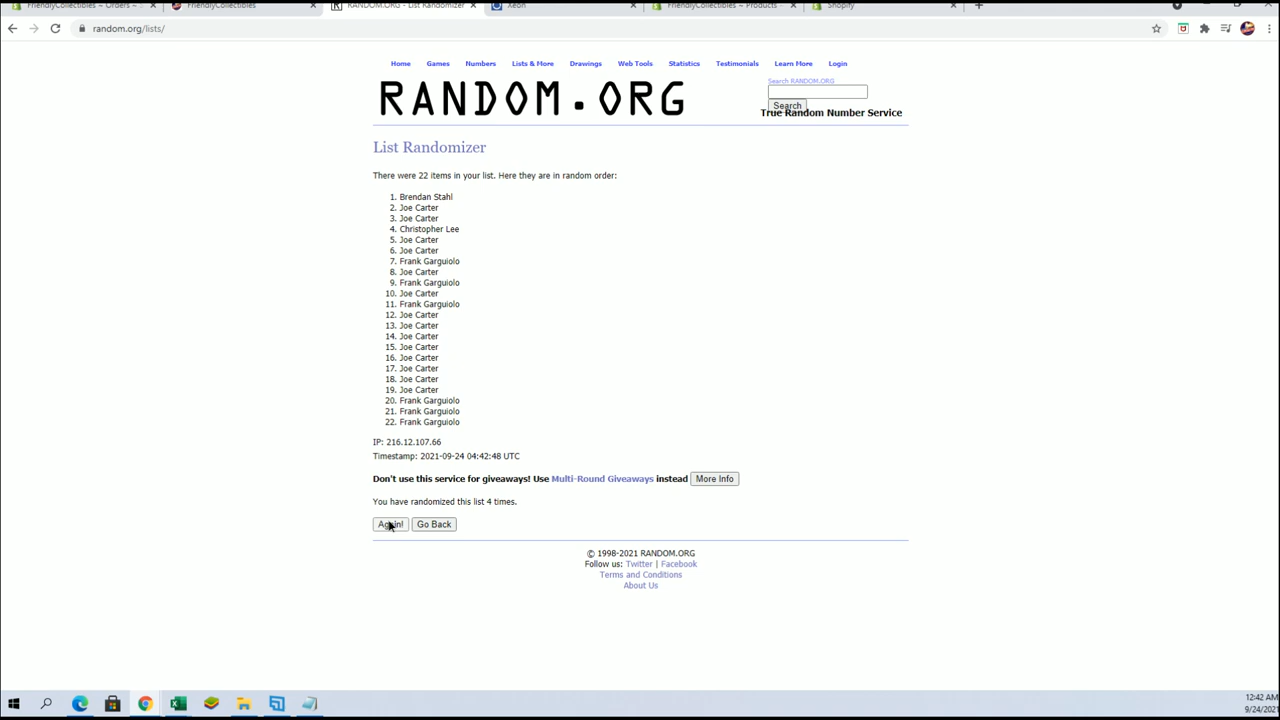 FriendlyCollectibles ~ Orders ~ S
FriendlyCollectibles
RANDOM.ORG - List Randomizer
Xeon
FriendlyCollectibles ~ Products ~
Shopify
random.org/lists/
Home Games Numbers Lists & More Drawings Web Tools Statistics Testimonials Learn More Login
RANDOM.ORG
Search RANDOM.ORG
Search
True Random Number Service
List Randomizer
There were 22 items in your list. Here they are in random order:
1. Brendan Stahl
2. Joe Carter
3. Joe Carter
4. Christopher Lee
5. Joe Carter
6. Joe Carter
7. Frank Garguiolo
8. Joe Carter
9. Frank Garguiolo
10. Joe Carter
11. Frank Garguiolo
12. Joe Carter
13. Joe Carter
14. Joe Carter
15. Joe Carter
16. Joe Carter
17. Joe Carter
18. Joe Carter
19. Joe Carter
20. Frank Garguiolo
21. Frank Garguiolo
22. Frank Garguiolo
IP: 216.12.107.66
Timestamp: 2021-09-24 04:42:48 UTC
Don't use this service for giveaways! Use Multi-Round Giveaways instead More Info
You have randomized this list 4 times.
Again! Go Back
© 1998-2021 RANDOM.ORG
Follow us: Twitter | Facebook
Terms and Conditions
About Us
12:42 AM
9/24/2021